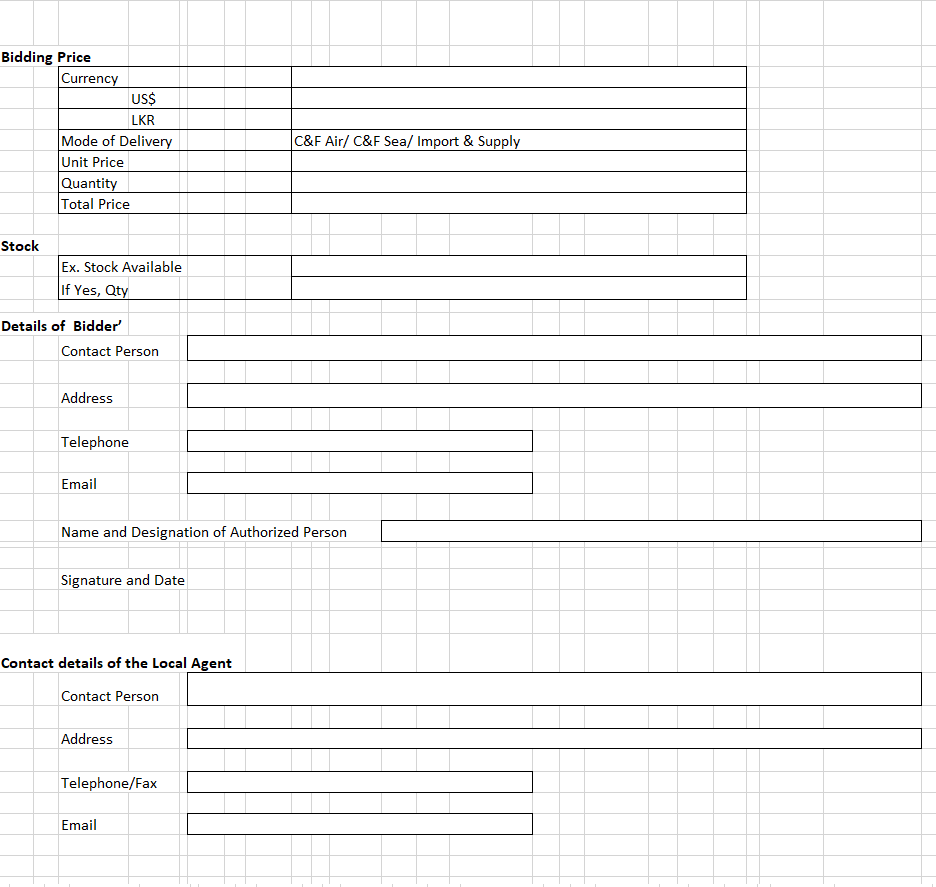 Bidding Price
Currency
US$
LKR
Mode of Delivery C&F Air/ C&F Sea/ Import & Supply
Unit Price
Quantity
Total Price
Stock
Ex. Stock Available
If Yes, Qty
Details of  Bidder’
Contact Person
Address
Telephone
Email
Name and Designation of Authorized Person
Signature and Date
Contact details of the Local Agent
Contact Person
Address
Telephone/Fax
Email